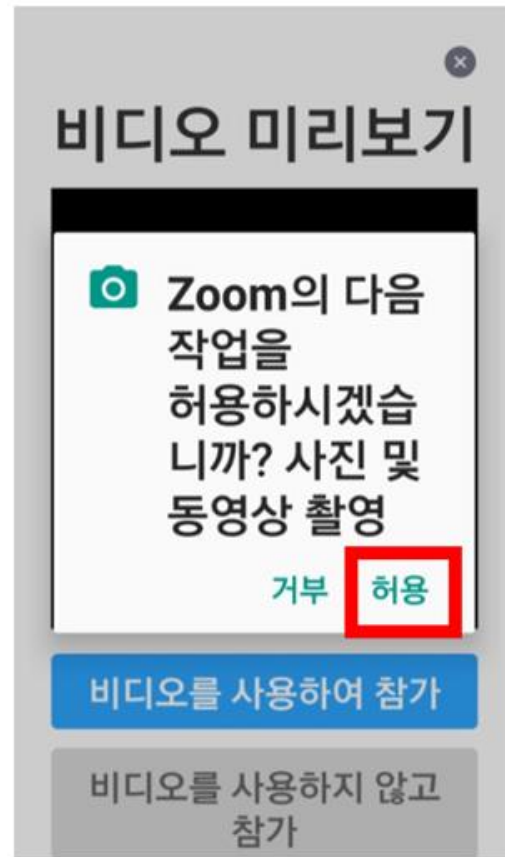 비디오 미리보기
Zoom의 다음
작업을
허용하시겠습
니까? 사진 및
동영상 촬영
거부 허용
비디오를 사용하여 참가
비디오를 사용하지 않고
참가